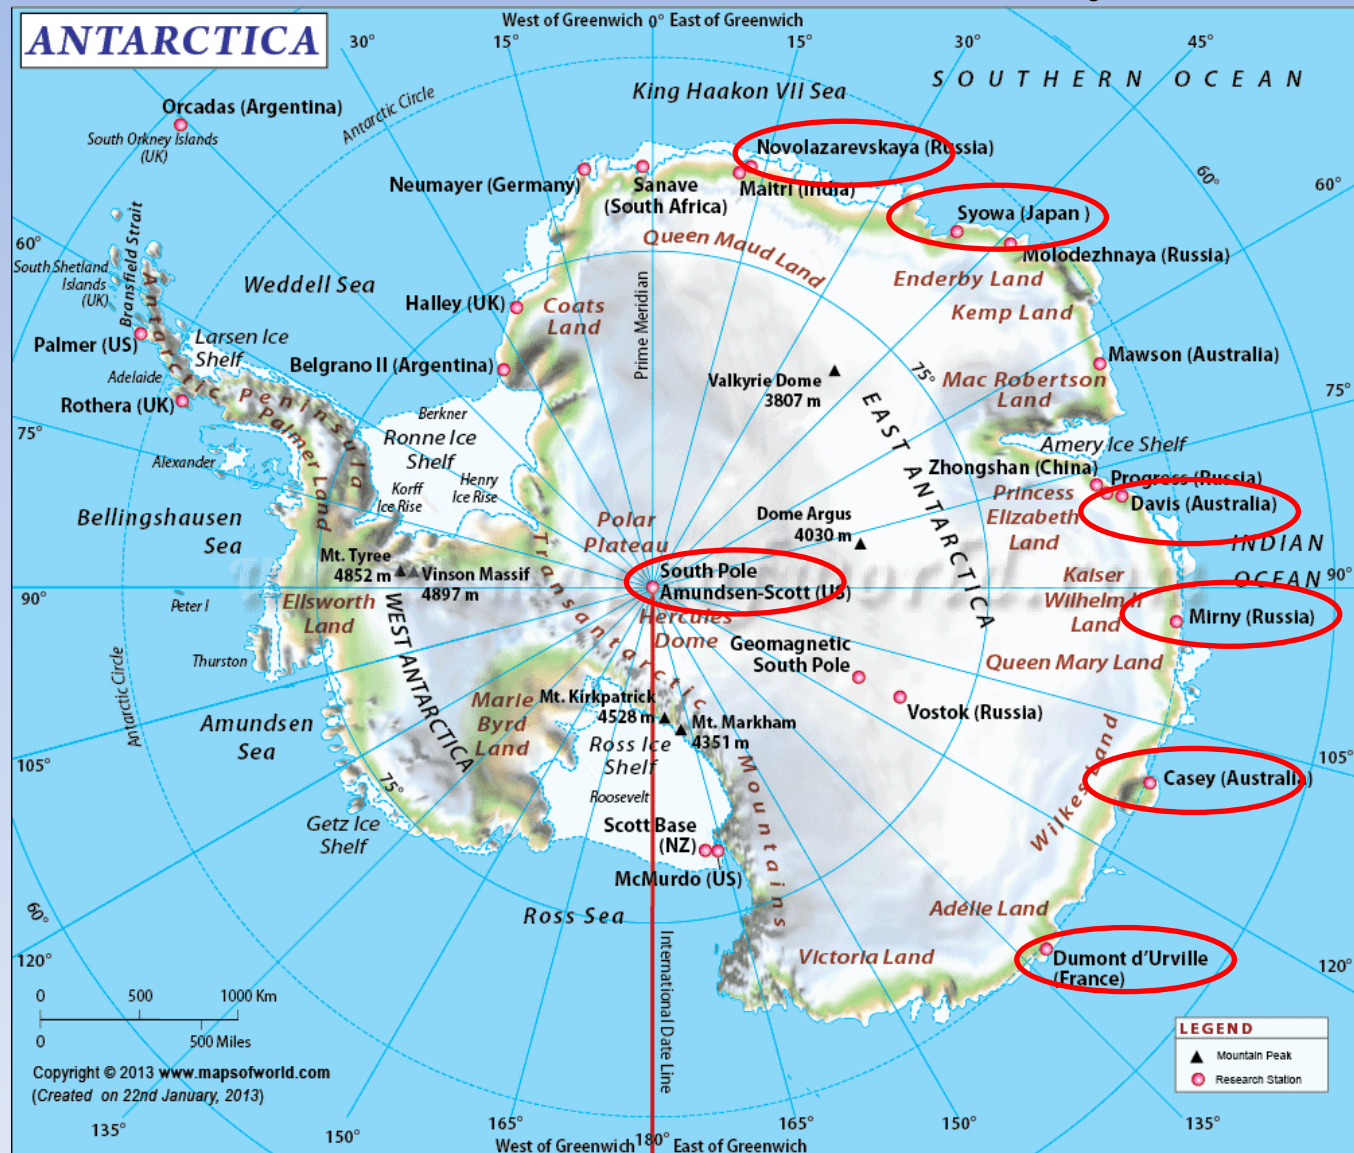 ANTARCTICA
West of Greenwich 0° East of Greenwich
30°
15°
15°
30°
45°
SOUTHERN OCEAN
King Haakon VII Sea
Orcadas (Argentina)
South Orkney Islands
(UK)
Antarctic Circle
Novolazarevskaya (Russia)
Neumayer (Germany)
Sanave
(South Africa)
Maitri (India)
60°
60°
Syowa (Japan )
Molodezhnaya (Russia)
Queen Maud Land
Enderby Land
Kemp Land
60°
South Shetland
Islands
(UK)
Bransfield Strait
Weddell Sea
Halley (UK)
Coats
Land
Prime Meridian
Palmer (US)
Larsen Ice
Shelf
Antarctic Peninsula
Belgrano II (Argentina)
Mawson (Australia)
Valkyrie Dome
3807 m
75°
Mac Robertson
Land
75°
Adelaide
Rothera (UK)
Palmer Land
Berkner
Ronne Ice
Shelf
EAST ANTARCTICA
Amery Ice Shelf
75°
Alexander
Korff
Ice Rise
Henry
Ice Rise
Zhongshan (China)
Progress (Russia)
Davis (Australia)
Princess
Elizabeth
Land
Bellingshausen
Sea
Polar
Plateau
Dome Argus
4030 m
INDIAN
OCEAN
Mt. Tyree
4852 m
Vinson Massif
4897 m
South Pole
Amundsen-Scott (US)
90°
90°
Peter I
Ellsworth
Land
WEST ANTARCTICA
Transantarctic Mountains
Hercules
Dome
Kaiser
Wilhelm II
Land
Mirny (Russia)
Geomagnetic
South Pole
Queen Mary Land
Thurston
Antarctic Circle
Vostok (Russia)
Amundsen
Sea
Marie
Byrd
Land
Mt. Kirkpatrick
4528 m
Mt. Markham
4351 m
Ross Ice
Shelf
Roosevelt
105°
105°
75°
Wilkes Land
Casey (Australia)
Getz Ice
Shelf
Scott Base
(NZ)
McMurdo (US)
Ross Sea
60°
Adélie Land
Victoria Land
Dumont d’Urville
(France)
120°
120°
International Date Line
0 500 1000 Km
0 500 Miles
Copyright © 2013 www.mapsofworld.com
(Created on 22nd January, 2013)
LEGEND
Mountain Peak
Research Station
135°
150°
165°
West of Greenwich 180° East of Greenwich
165°
150°
135°